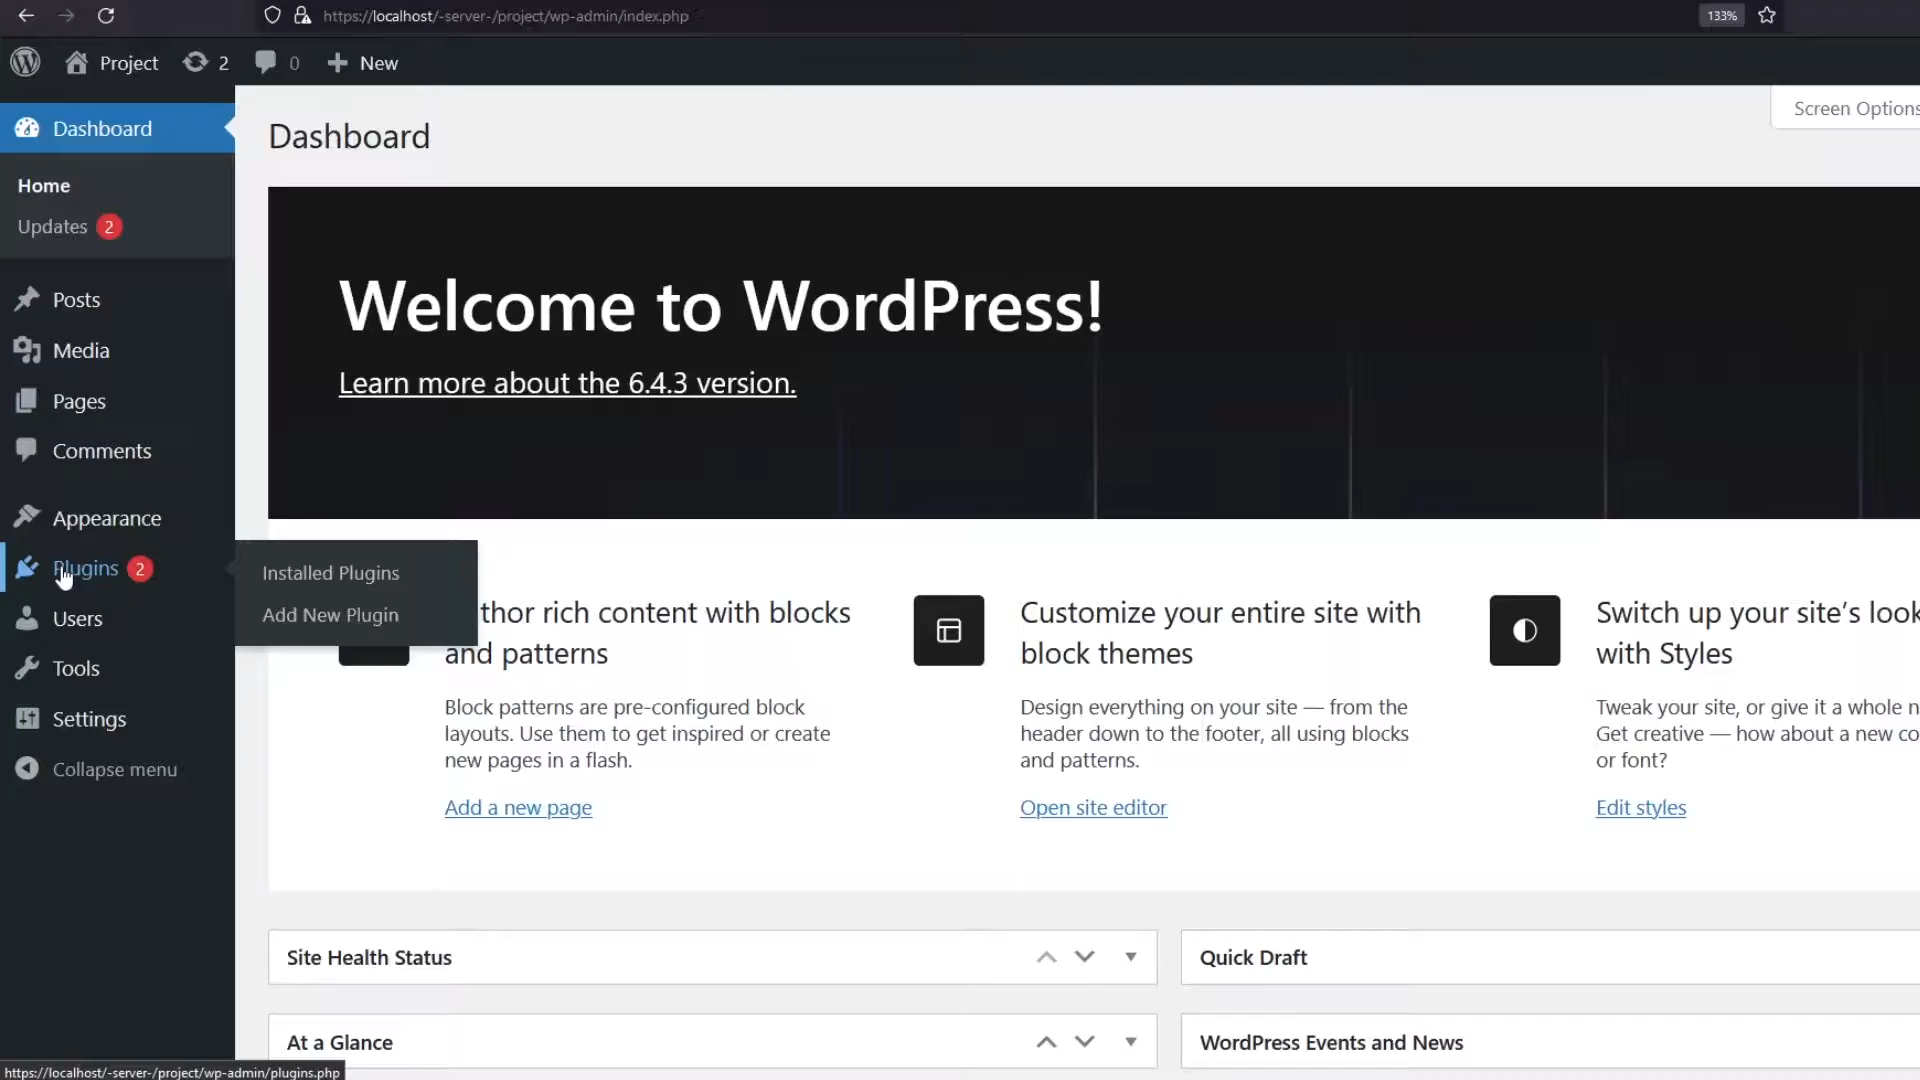 https://localhost/-server-/project/wp-admin/index.php
133%
Project
2
0
New
Screen Options
Dashboard
Home
Updates 2
Posts
Media
Pages
Comments
Appearance
Plugins 2
Users
Tools
Settings
Collapse menu
Installed Plugins
Add New Plugin
Dashboard
Welcome to WordPress!
Learn more about the 6.4.3 version.
thor rich content with blocks
and patterns
Block patterns are pre-configured block
layouts. Use them to get inspired or create
new pages in a flash.
Add a new page
Customize your entire site with
block themes
Design everything on your site — from the
header down to the footer, all using blocks
and patterns.
Open site editor
Switch up your site’s look
with Styles
Tweak your site, or give it a whole n
Get creative — how about a new co
or font?
Edit styles
Site Health Status
Quick Draft
At a Glance
WordPress Events and News
https://localhost/-server-/project/wp-admin/plugins.php